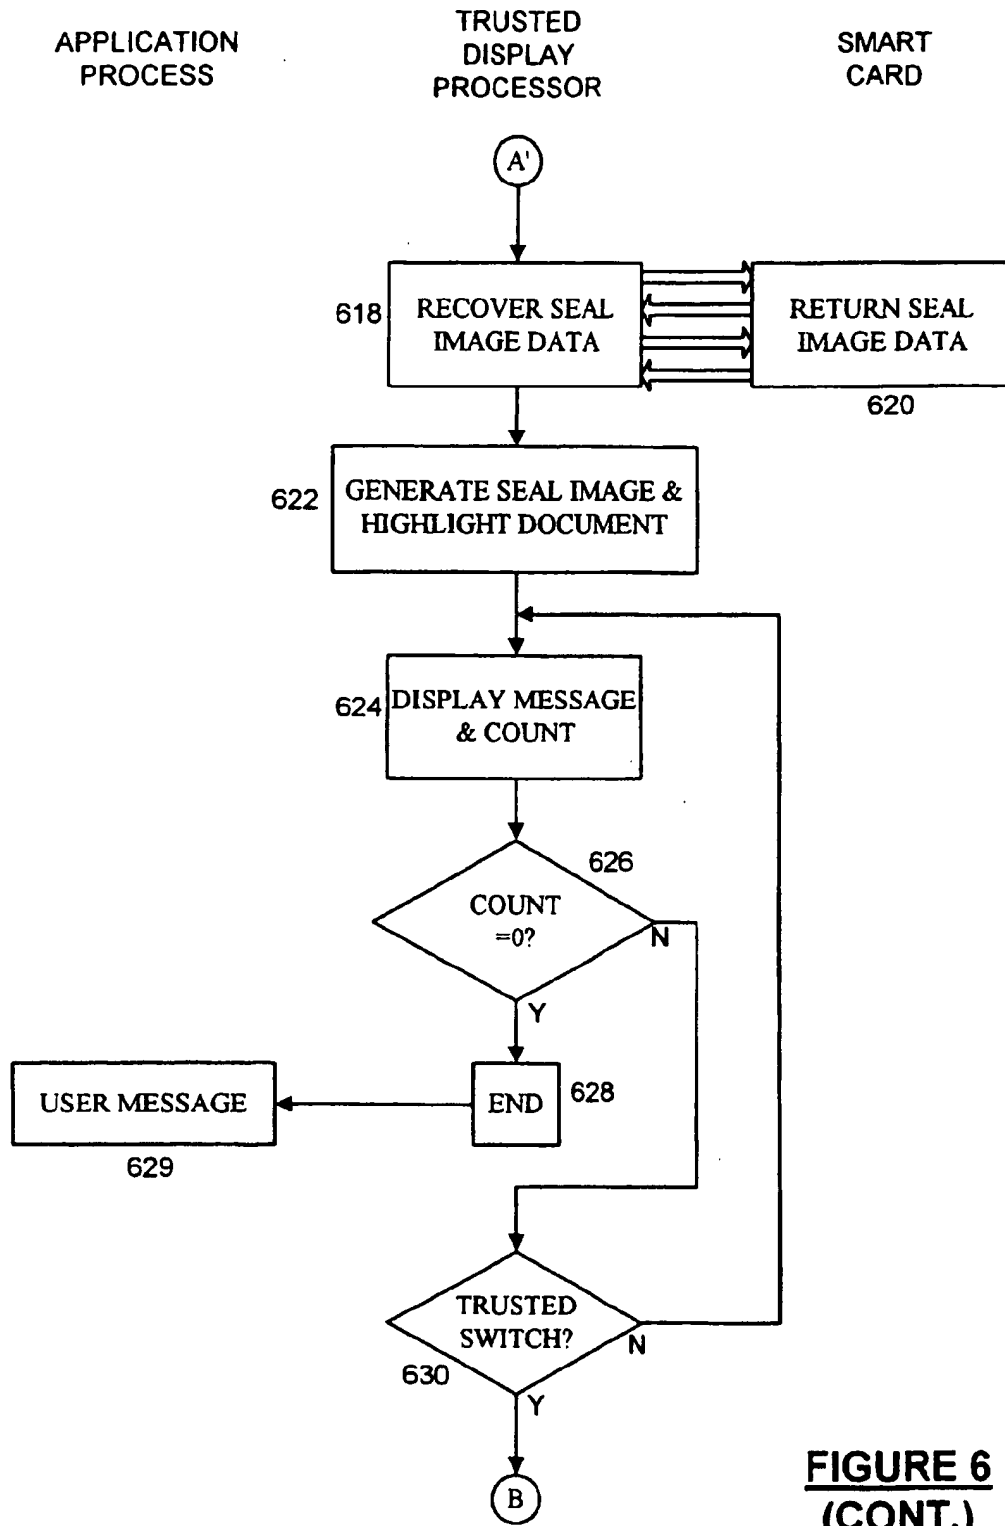 APPLICATION
PROCESS
TRUSTED
DISPLAY
PROCESSOR
SMART
CARD
A'
618
RECOVER SEAL
IMAGE DATA
RETURN SEAL
IMAGE DATA
620
622
GENERATE SEAL IMAGE &
HIGHLIGHT DOCUMENT
624
DISPLAY MESSAGE
& COUNT
626
COUNT
=0?
N
Y
USER MESSAGE
629
END
628
TRUSTED
SWITCH?
N
630
Y
B
FIGURE 6
(CONT.)